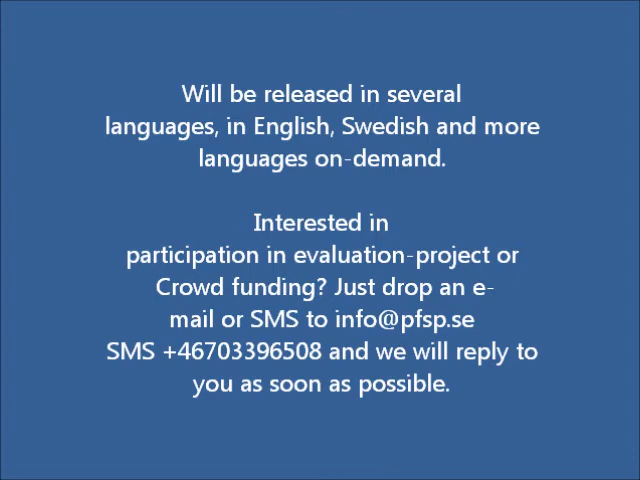 Will be released in several
languages, in English, Swedish and more
languages on-demand.
Interested in
participation in evaluation-project or
Crowd funding? Just drop an e-
mail or SMS to info@pfsp.se
SMS +46703396508 and we will reply to
you as soon as possible.